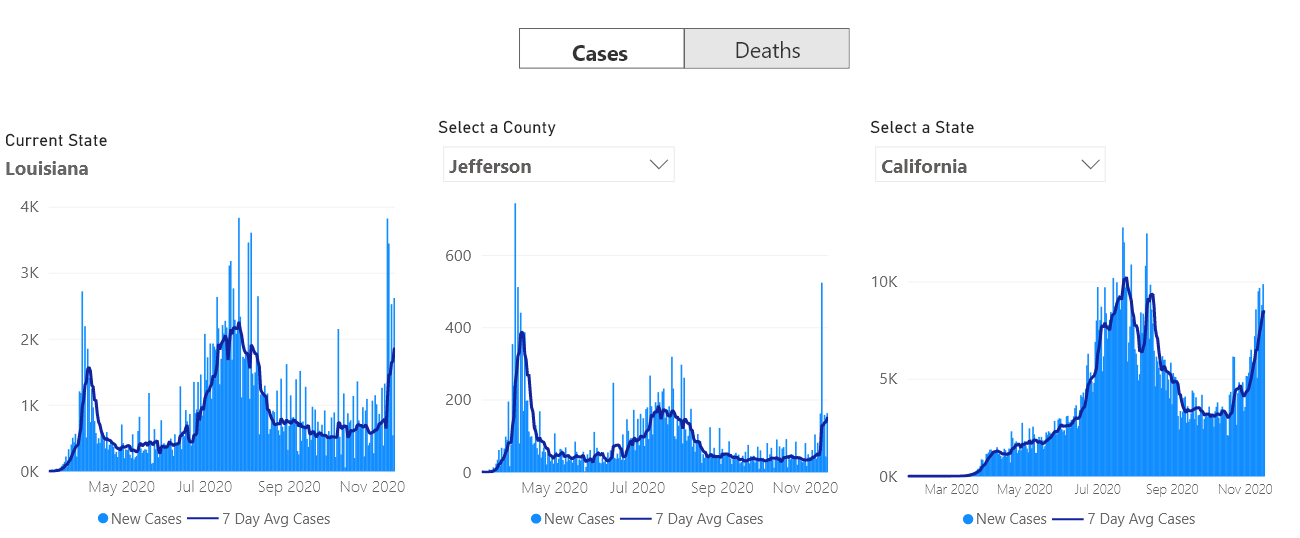 Cases Deaths
Current State
Louisiana
4K
3K
2K
1K
0K
May 2020 Jul 2020 Sep 2020 Nov 2020
New Cases 7 Day Avg Cases
Select a County
Jefferson
600
400
200
0
May 2020 Jul 2020 Sep 2020 Nov 2020
New Cases 7 Day Avg Cases
Select a State
California
10K
5K
0K
Mar 2020 May 2020 Jul 2020 Sep 2020 Nov 2020
New Cases 7 Day Avg Cases